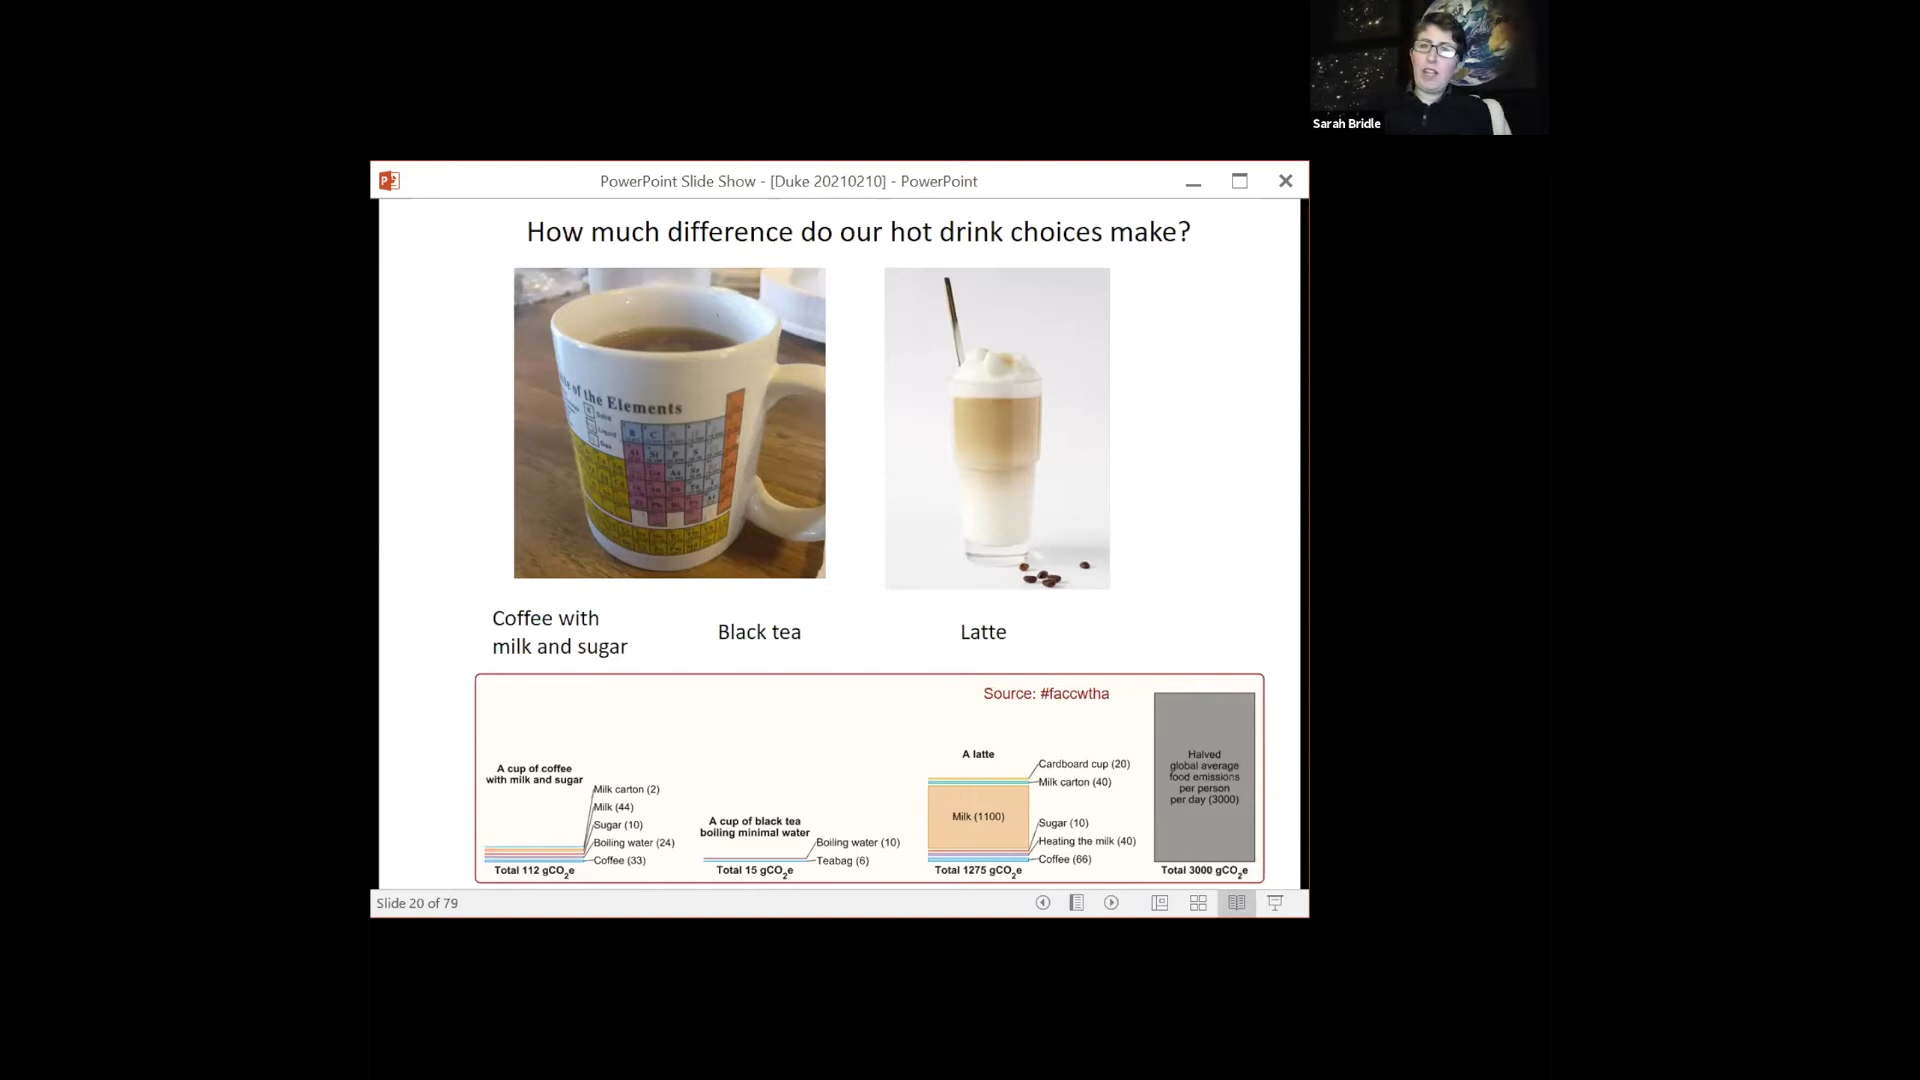 Sarah Bridle
PowerPoint Slide Show - [Duke 20210210] - PowerPoint
How much difference do our hot drink choices make?
of the Elements
Coffee with
milk and sugar
Black tea
Latte
Source: #faccwtha
A cup of coffee
with milk and sugar
Milk carton (2)
Milk (44)
Sugar (10)
Boiling water (24)
Coffee (33)
Total 112 gCO2e
A cup of black tea
boiling minimal water
Boiling water (10)
Teabag (6)
Total 15 gCO2e
A latte
Cardboard cup (20)
Milk carton (40)
Milk (1100)
Sugar (10)
Heating the milk (40)
Coffee (66)
Total 1275 gCO2e
Halved
global average
food emissions
per person
per day (3000)
Total 3000 gCO2e
Slide 20 of 79